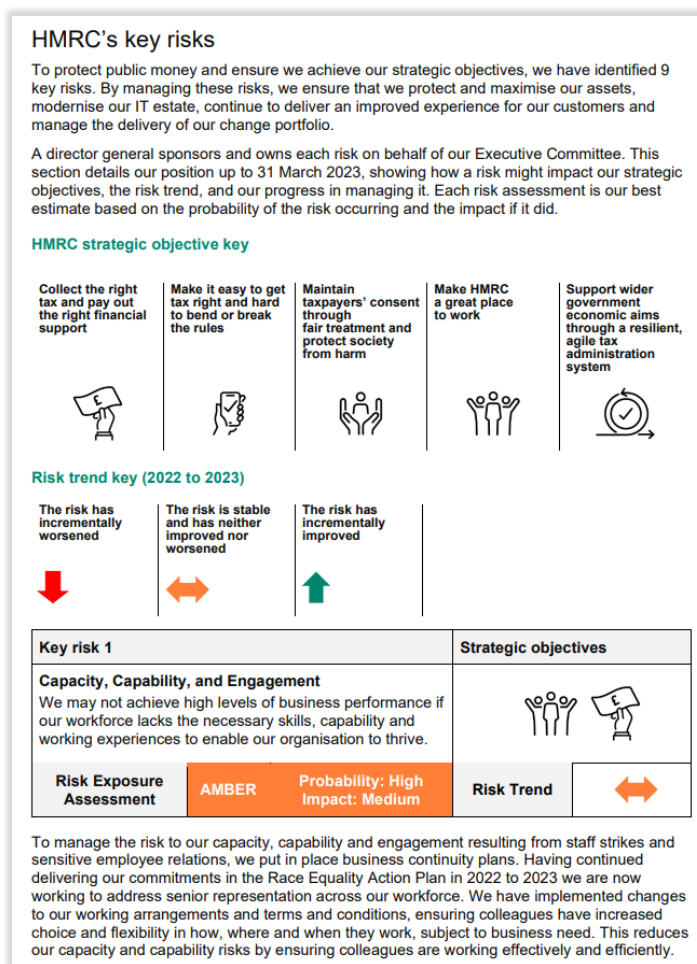 HMRC's key risks
To protect public money and ensure we achieve our strategic objectives, we have identified 9
key risks. By managing these risks, we ensure that we protect and maximise our assets,
modernise our IT estate, continue to deliver an improved experience for our customers and
manage the delivery of our change portfolio.
A director general sponsors and owns each risk on behalf of our Executive Committee. This
section details our position up to 31 March 2023, showing how a risk might impact our strategic
objectives, the risk trend, and our progress in managing it. Each risk assessment is our best
estimate based on the probability of the risk occurring and the impact if it did.
HMRC strategic objective key
Collect the right
tax and pay out
the right financial
support
Make it easy to get
tax right and hard
to bend or break
the rules
Maintain
taxpayers' consent
through
fair treatment and
protect society
from harm
Make HMRC
a great place
to work
Support wider
government
economic aims
through a resilient,
agile tax
administration
system
£
Risk trend key (2022 to 2023)
The risk has
incrementally
worsened
The risk is stable
and has neither
improved nor
worsened
The risk has
incrementally
improved
Key risk 1
Strategic objectives
Capacity, Capability, and Engagement
We may not achieve high levels of business performance if
our workforce lacks the necessary skills, capability and
working experiences to enable our organisation to thrive.
£
Risk Exposure
Assessment
AMBER
Probability: High
Impact: Medium
Risk Trend
To manage the risk to our capacity, capability and engagement resulting from staff strikes and
sensitive employee relations, we put in place business continuity plans. Having continued
delivering our commitments in the Race Equality Action Plan in 2022 to 2023 we are now
working to address senior representation across our workforce. We have implemented changes
to our working arrangements and terms and conditions, ensuring colleagues have increased
choice and flexibility in how, where and when they work, subject to business need. This reduces
our capacity and capability risks by ensuring colleagues are working effectively and efficiently.